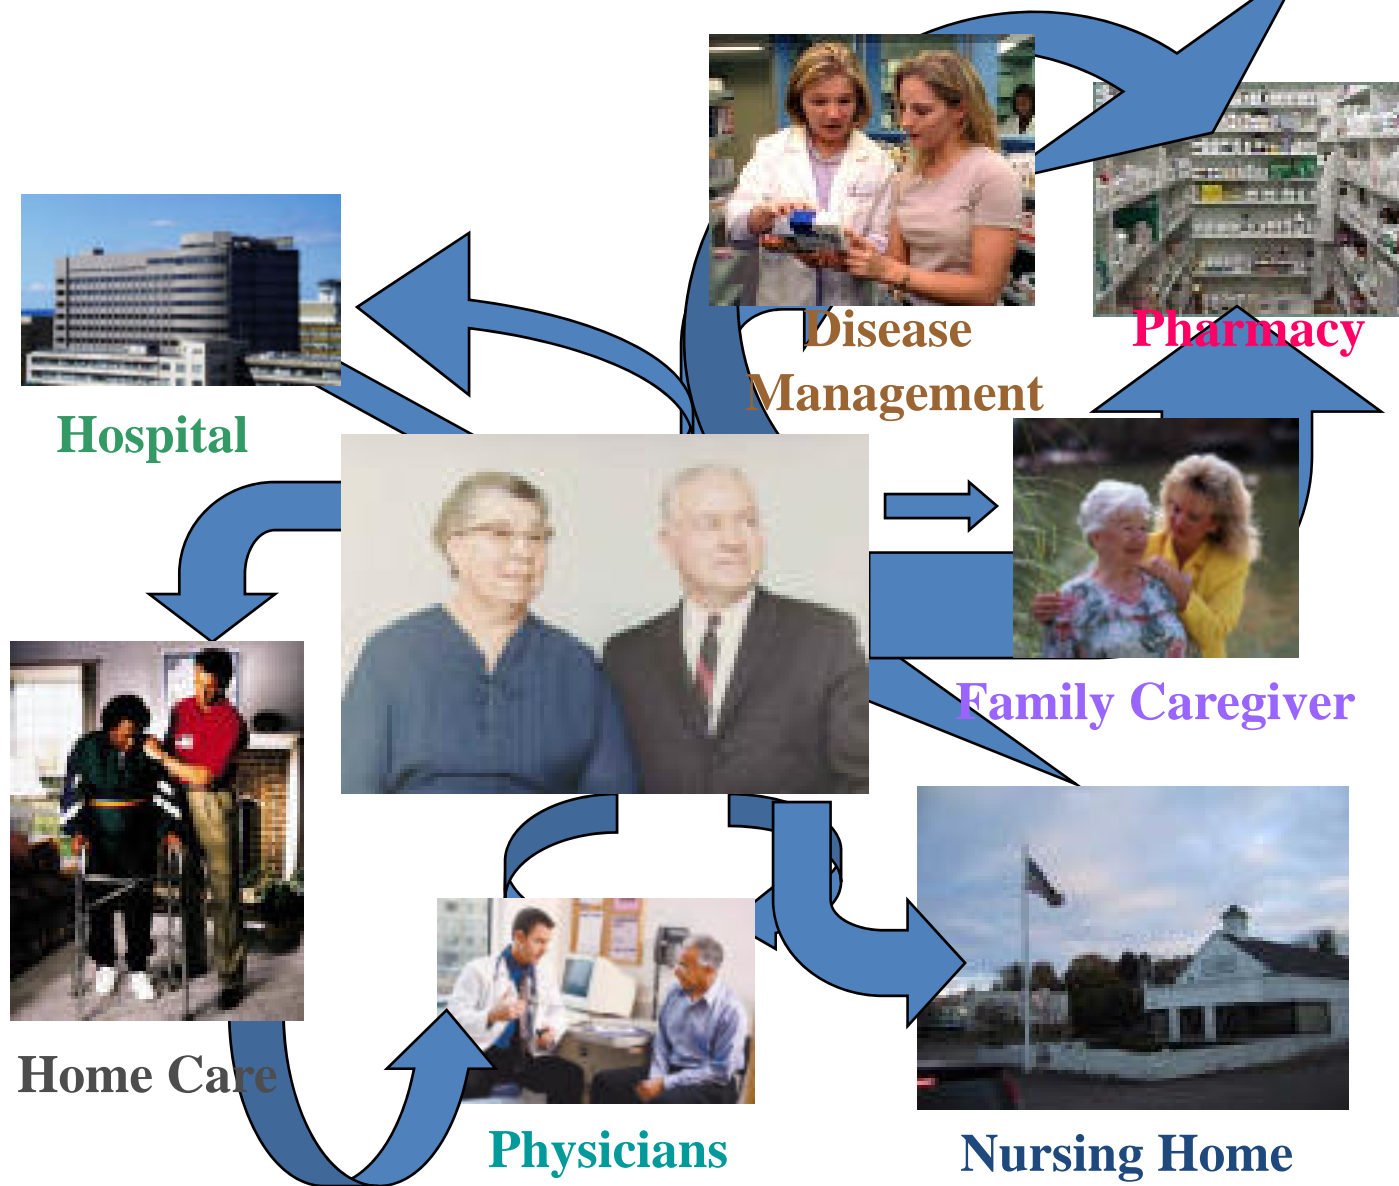 Disease
Management
Pharmacy
Hospital
Family Caregiver
Home Care
Physicians
Nursing Home